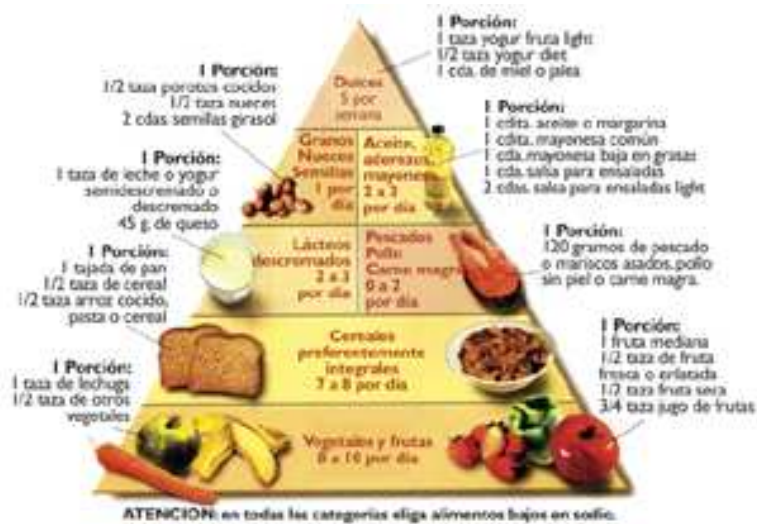 1 Porción:
1 taza yogur fruta light
1/2 taza yogur diet
1 cda. de miel o jalea
Dulces
5 por
semana
1 Porción:
1/2 taza porotos cocidos
1/2 taza nueces
2 cdas. semillas girasol
Granos
Nueces
Semillas
1 por
día
Aceite,
aderezos,
mayonesa
2 a 3
por día
1 Porción:
1 cdita. aceite o margarina
1 cdita. mayonesa común
1 cda. mayonesa baja en grasas
1 cda. salsa para ensaladas
2 cdas. salsa para ensaladas light
1 Porción:
1 taza de leche o yogur
semidescremado o
descremado
45 g. de queso
Lácteos
descremados
2 a 3
por día
Pescados
Pollo
Carne magra
0 a 2
por día
1 Porción:
120 gramos de pescado
o mariscos asados, pollo
sin piel o carne magra.
1 Porción:
1 tajada de pan
1/2 taza de cereal
1/2 taza arroz cocido,
pasta o cereal
Cereales
preferentemente
integrales
7 a 8 por día
1 Porción:
1 fruta mediana
1/2 taza de fruta
fresca o enlatada
1/2 taza fruta seca
3/4 taza jugo de frutas
1 Porción:
1 taza de lechuga
1/2 taza de otros
vegetales
Vegetales y frutas
8 a 10 por día
ATENCION: en todas las categorías eliga alimentos bajos en sodio.